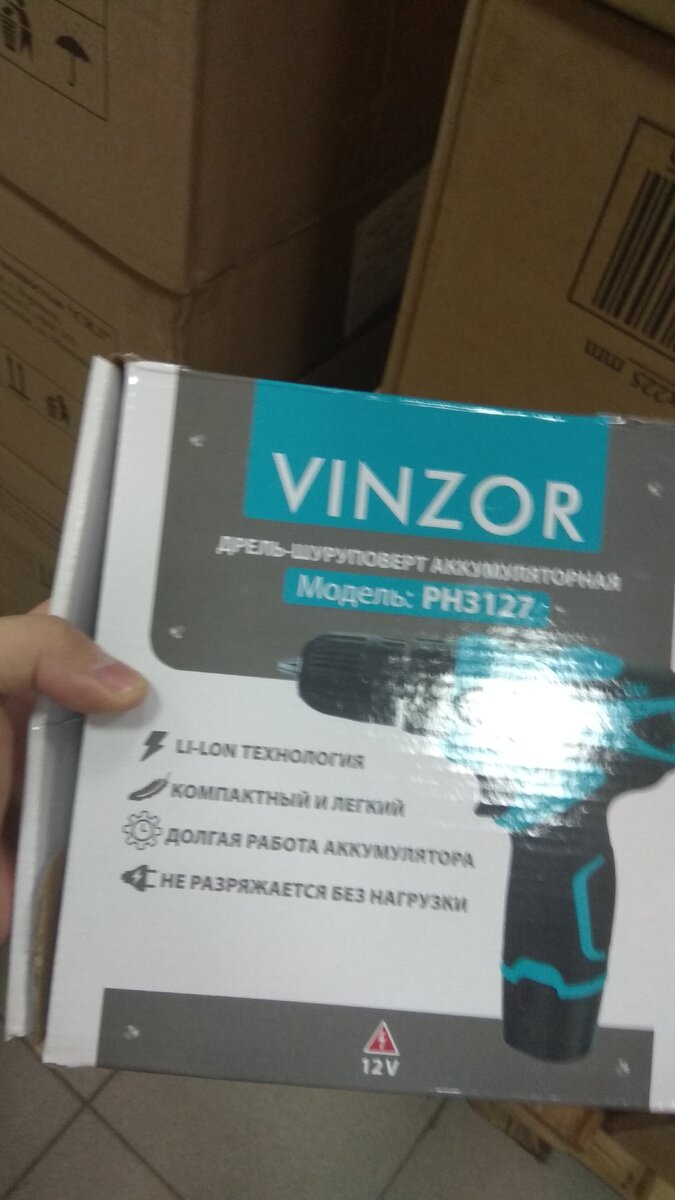 VINZOR
ДРЕЛЬ-ШУРУПОВЕРТ АККУМУЛЯТОРНАЯ
Модель: PH3127
LI-LON ТЕХНОЛОГИЯ
КОМПАКТНЫЙ И ЛЕГКИЙ
ДОЛГАЯ РАБОТА АККУМУЛЯТОРА
НЕ РАЗРЯЖАЕТСЯ БЕЗ НАГРУЗКИ
12V